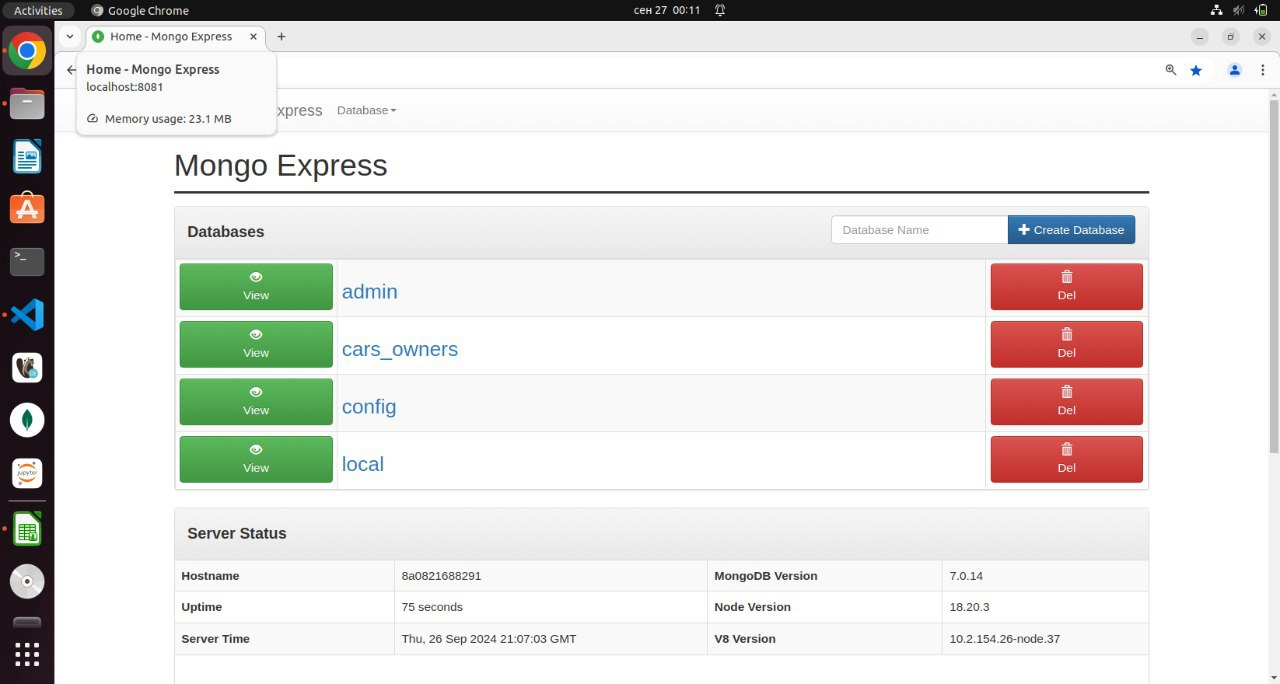 Activities Google Chrome сен 27 00:11
Home - Mongo Express
Home - Mongo Express
localhost:8081
Memory usage: 23.1 MB
xpress Database
Mongo Express
Databases Database Name Create Database
View admin Del
View cars_owners Del
View config Del
View local Del
Server Status
Hostname 8a0821688291 MongoDB Version 7.0.14
Uptime 75 seconds Node Version 18.20.3
Server Time Thu, 26 Sep 2024 21:07:03 GMT V8 Version 10.2.154.26-node.37
jupyter